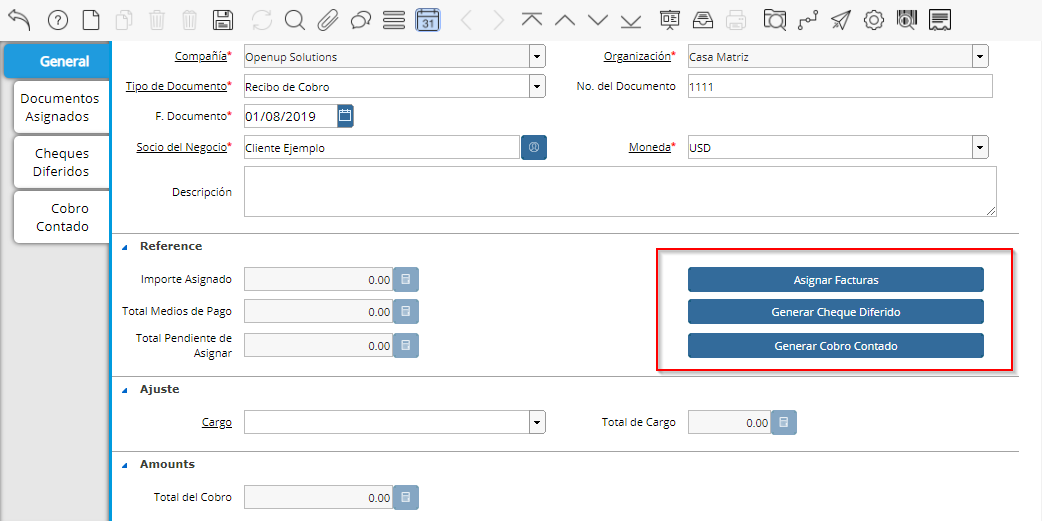 31
General
Documentos
Asignados
Cheques
Diferidos
Cobro
Contado
Compañía* Openup Solutions Organización* Casa Matriz
Tipo de Documento* Recibo de Cobro No. del Documento 1111
F. Documento* 01/08/2019
Socio del Negocio* Cliente Ejemplo Moneda* USD
Descripción
Reference
Importe Asignado 0.00 Asignar Facturas
Total Medios de Pago 0.00 Generar Cheque Diferido
Total Pendiente de
Asignar 0.00 Generar Cobro Contado
Ajuste
Cargo Total de Cargo 0.00
Amounts
Total del Cobro 0.00